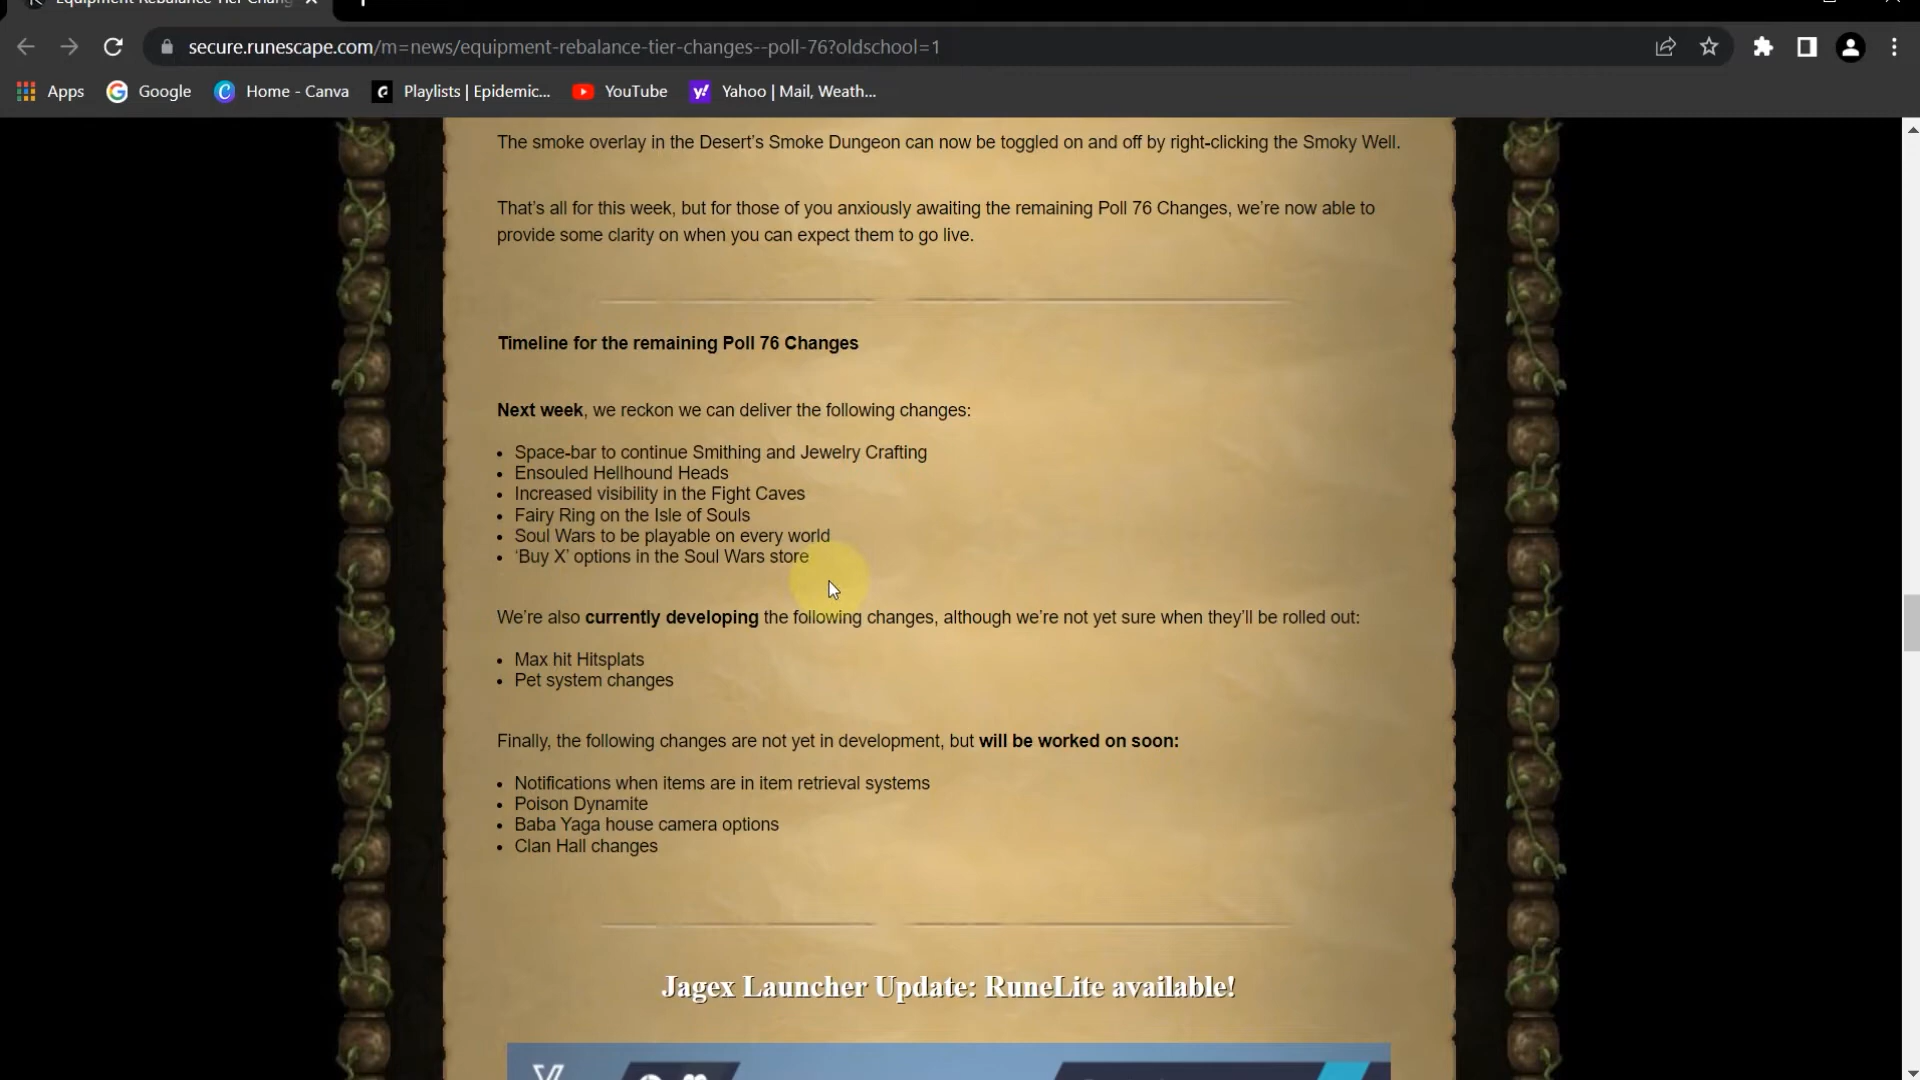 Equipment Rebalance Tier Chang
secure.runescape.com/m=news/equipment-rebalance-tier-changes--poll-76?oldschool=1
Apps Google Home - Canva Playlists | Epidemic... YouTube Yahoo | Mail, Weath...
The smoke overlay in the Desert's Smoke Dungeon can now be toggled on and off by right-clicking the Smoky Well.
That's all for this week, but for those of you anxiously awaiting the remaining Poll 76 Changes, we're now able to
provide some clarity on when you can expect them to go live.
Timeline for the remaining Poll 76 Changes
Next week, we reckon we can deliver the following changes:
• Space-bar to continue Smithing and Jewelry Crafting
• Ensouled Hellhound Heads
• Increased visibility in the Fight Caves
• Fairy Ring on the Isle of Souls
• Soul Wars to be playable on every world
• ‘Buy X’ options in the Soul Wars store
We’re also currently developing the following changes, although we’re not yet sure when they’ll be rolled out:
• Max hit Hitsplats
• Pet system changes
Finally, the following changes are not yet in development, but will be worked on soon:
• Notifications when items are in item retrieval systems
• Poison Dynamite
• Baba Yaga house camera options
• Clan Hall changes
Jagex Launcher Update: RuneLite available!